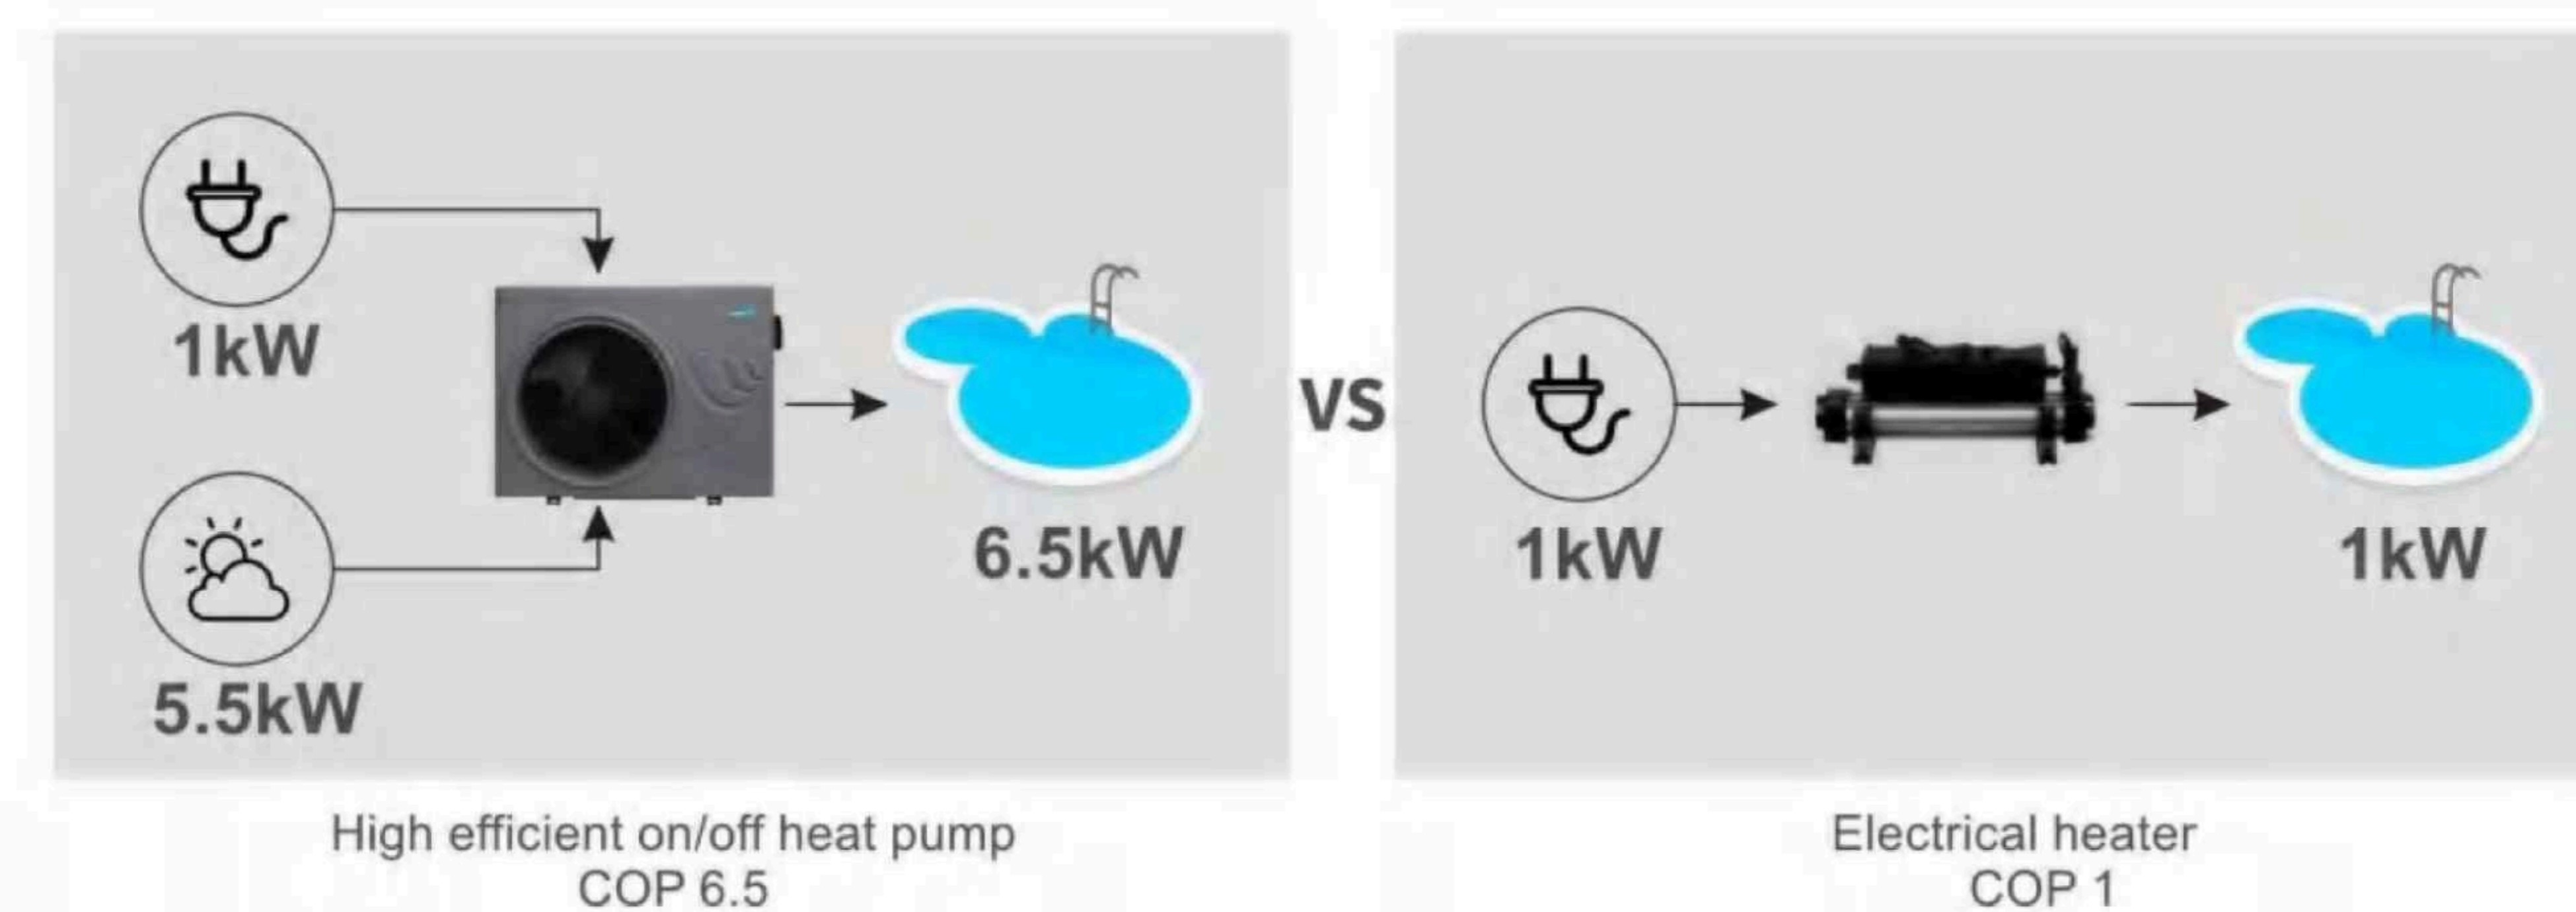 1kW
5.5kW
6.5kW
High efficient on/off heat pump
COP 6.5
VS
1kW
1kW
Electrical heater
COP 1